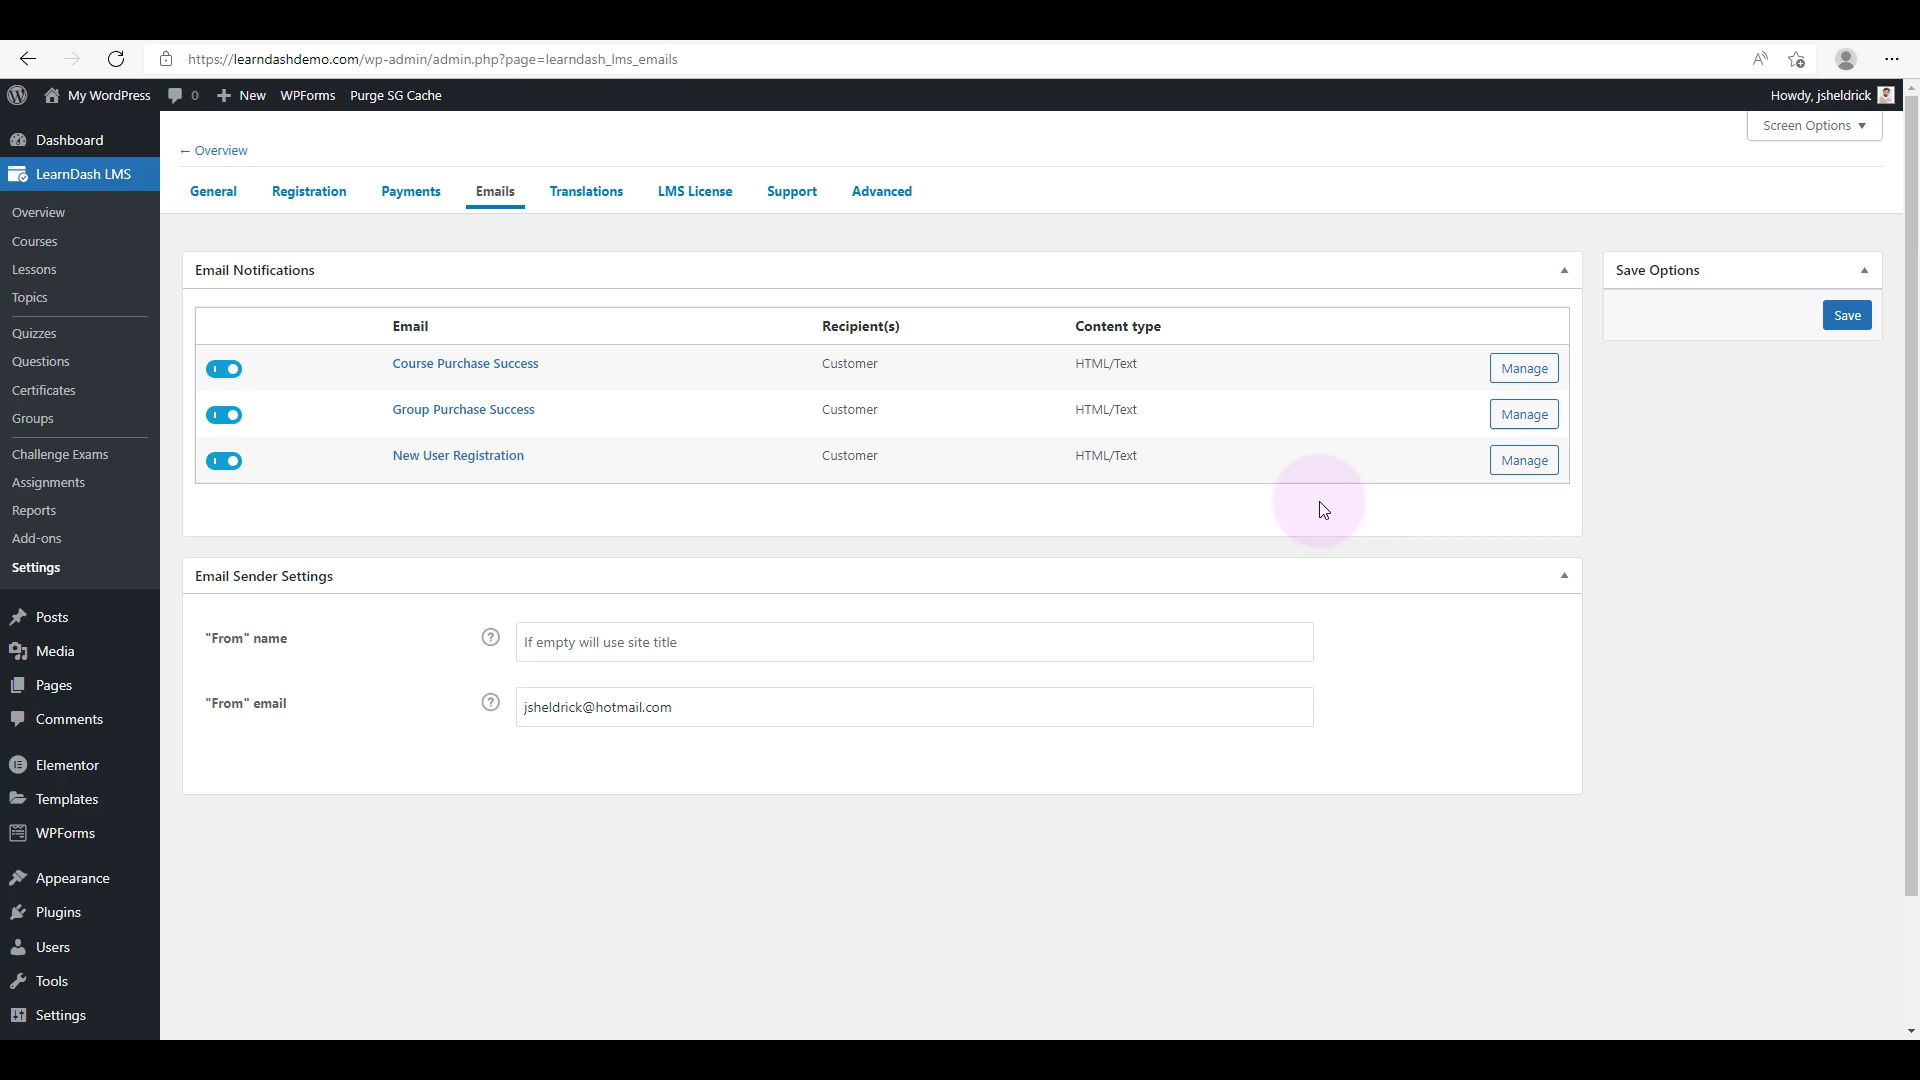 https://learndashdemo.com/wp-admin/admin.php?page=learndash_lms_emails
My WordPress 0 New WPForms Purge SG Cache Howdy, jsheldrick
Screen Options
Dashboard
LearnDash LMS
Overview
Courses
Lessons
Topics
Quizzes
Questions
Certificates
Groups
Challenge Exams
Assignments
Reports
Add-ons
Settings
Posts
Media
Pages
Comments
Elementor
Templates
WPForms
Appearance
Plugins
Users
Tools
Settings
← Overview
General Registration Payments Emails Translations LMS License Support Advanced
Email Notifications
Email Recipient(s) Content type
Course Purchase Success Customer HTML/Text Manage
Group Purchase Success Customer HTML/Text Manage
New User Registration Customer HTML/Text Manage
Email Sender Settings
"From" name ? If empty will use site title
"From" email ? jsheldrick@hotmail.com
Save Options
Save